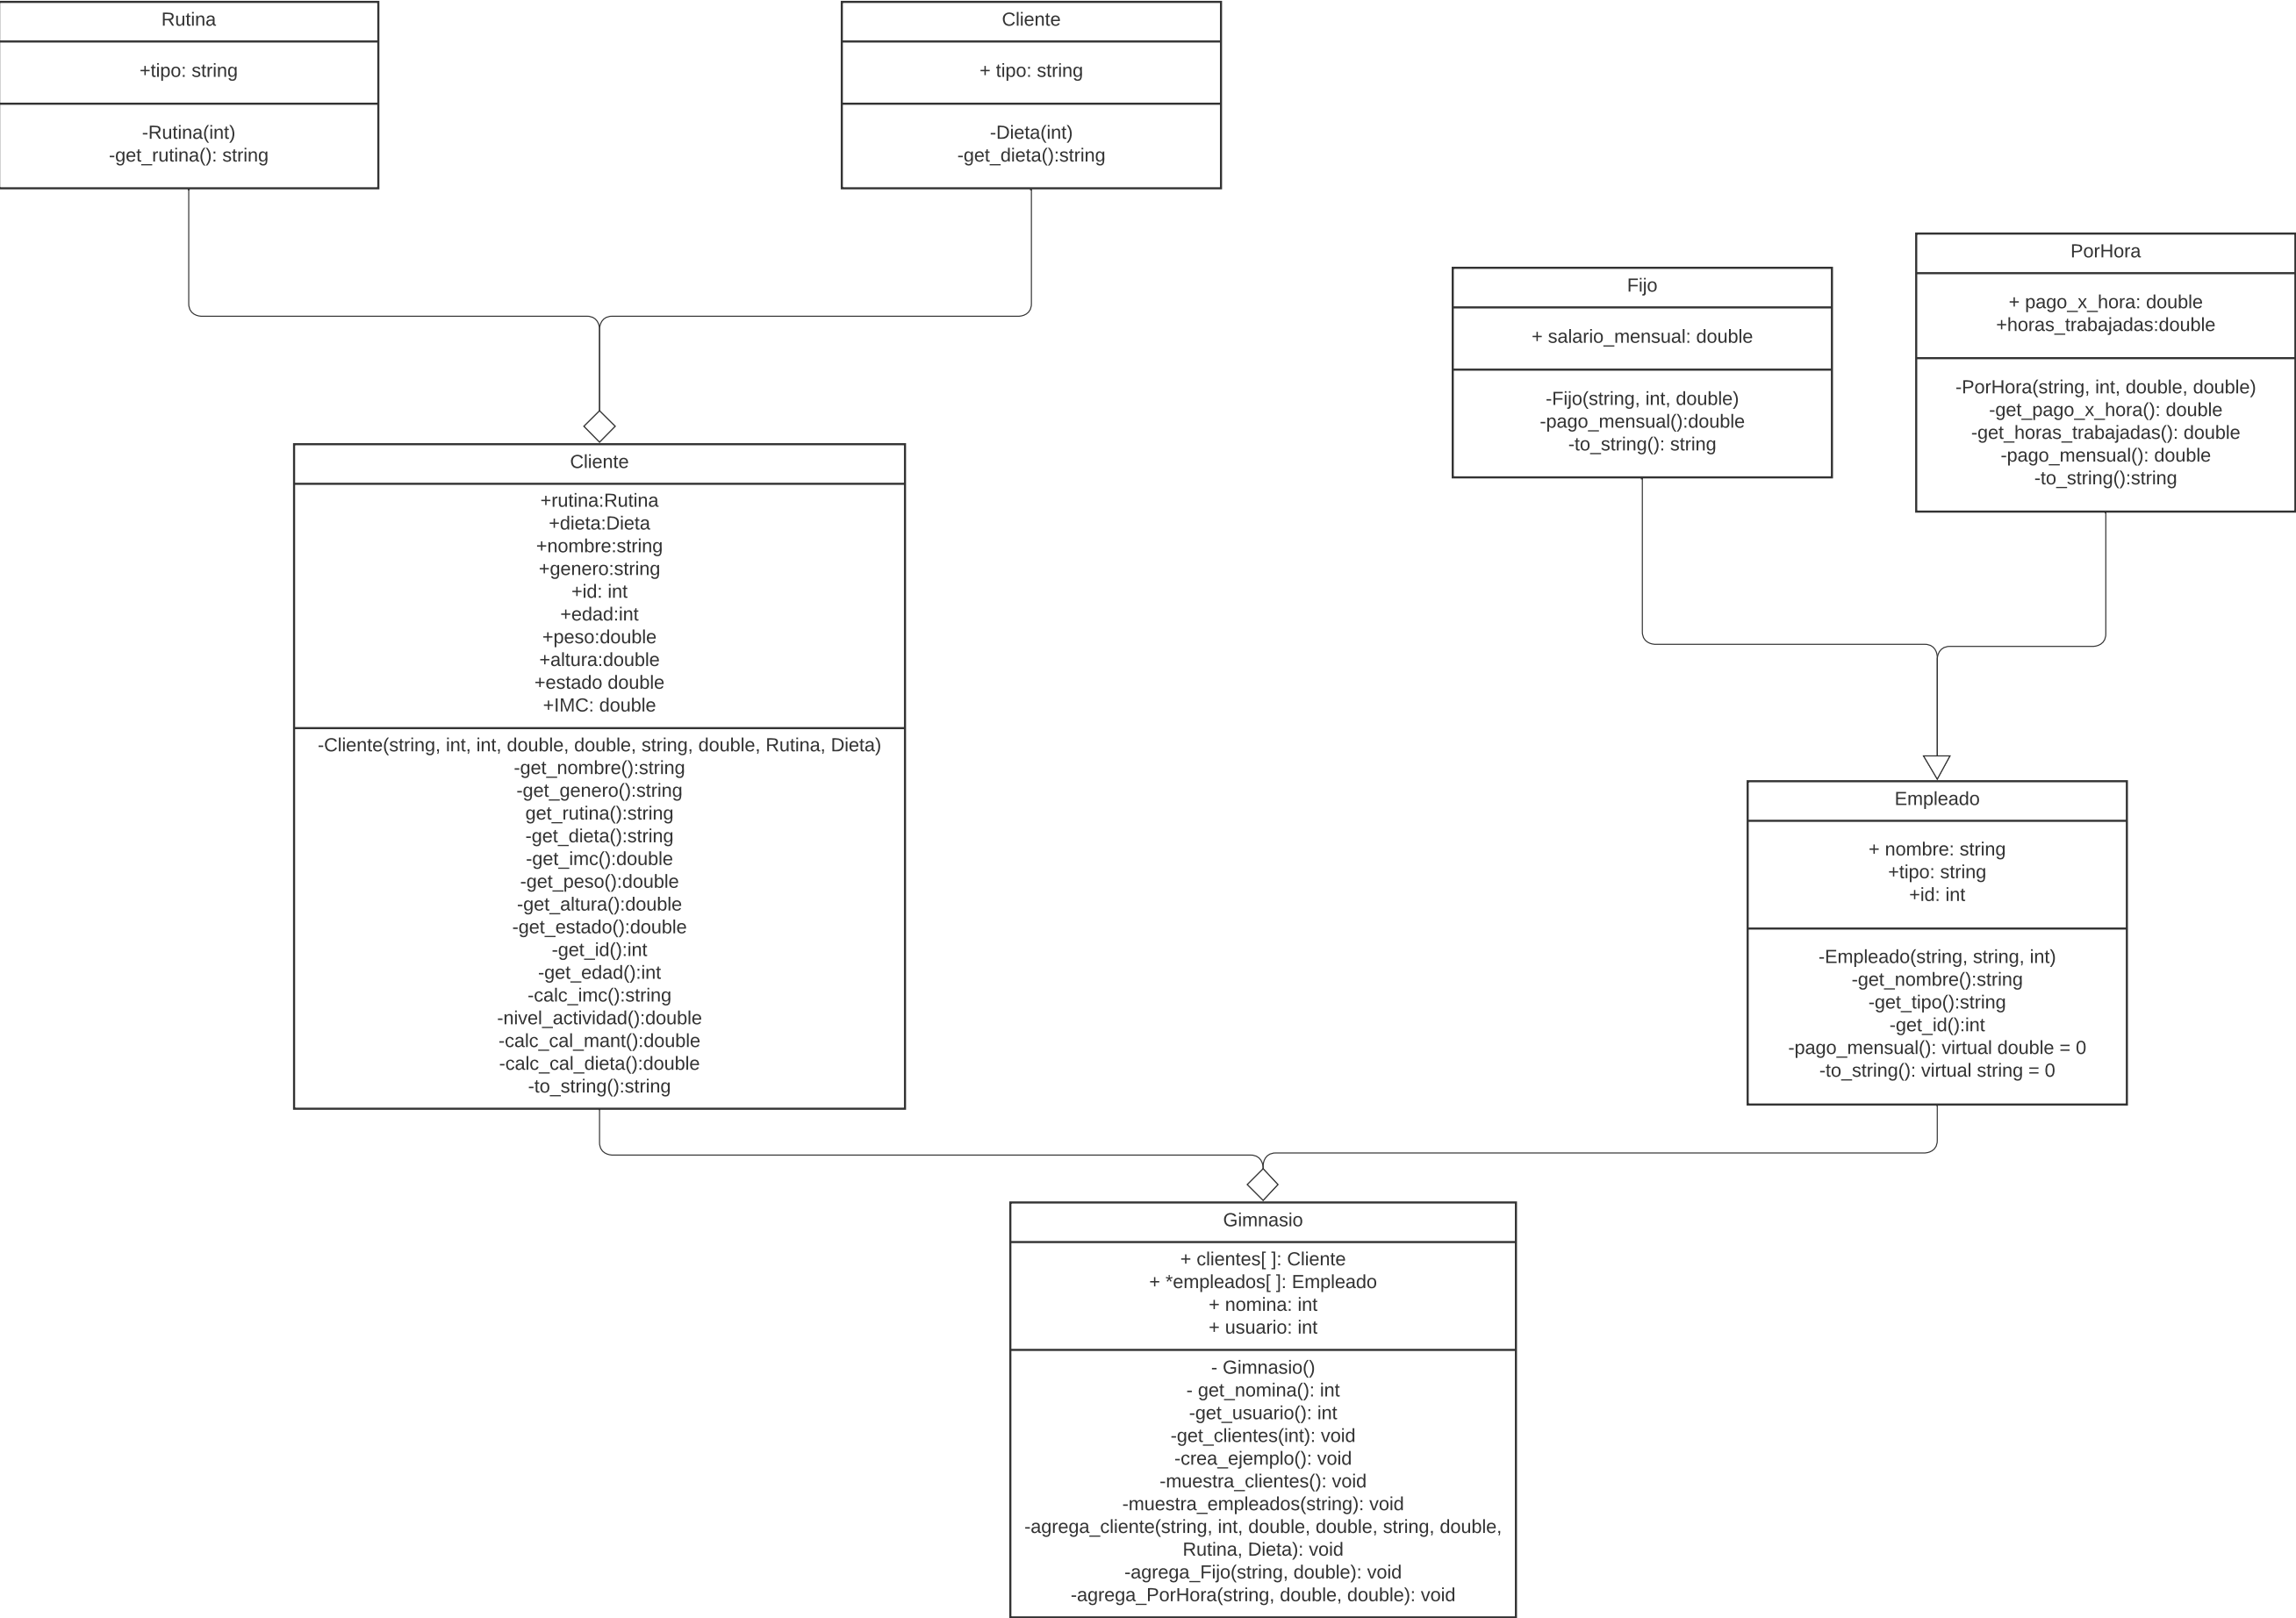 Rutina
+tipo: string
-Rutina(int)
-get_rutina(): string
Cliente
+ tipo: string
-Dieta(int)
-get_dieta():string
Fijo
+ salario_mensual: double
-Fijo(string, int, double)
-pago_mensual():double
-to_string(): string
PorHora
+ pago_x_hora: double
+horas_trabajadas:double
-PorHora(string, int, double, double)
-get_pago_x_hora(): double
-get_horas_trabajadas(): double
-pago_mensual(): double
-to_string():string
Cliente
+rutina:Rutina
+dieta:Dieta
+nombre:string
+genero:string
+id: int
+edad:int
+peso:double
+altura:double
+estado double
+IMC: double
-Cliente(string, int, int, double, double, string, double, Rutina, Dieta)
-get_nombre():string
-get_genero():string
get_rutina():string
-get_dieta():string
-get_imc():double
-get_peso():double
-get_altura():double
-get_estado():double
-get_id():int
-get_edad():int
-calc_imc():string
-nivel_actividad():double
-calc_cal_mant():double
-calc_cal_dieta():double
-to_string():string
Empleado
+ nombre: string
+tipo: string
+id: int
-Empleado(string, string, int)
-get_nombre():string
-get_tipo():string
-get_id():int
-pago_mensual(): virtual double = 0
-to_string(): virtual string = 0
Gimnasio
+ clientes[ ]: Cliente
+ *empleados[ ]: Empleado
+ nomina: int
+ usuario: int
- Gimnasio()
- get_nomina(): int
-get_usuario(): int
-get_clientes(int): void
-crea_ejemplo(): void
-muestra_clientes(): void
-muestra_empleados(string): void
-agrega_cliente(string, int, double, double, string, double,
Rutina, Dieta): void
-agrega_Fijo(string, double): void
-agrega_PorHora(string, double, double): void